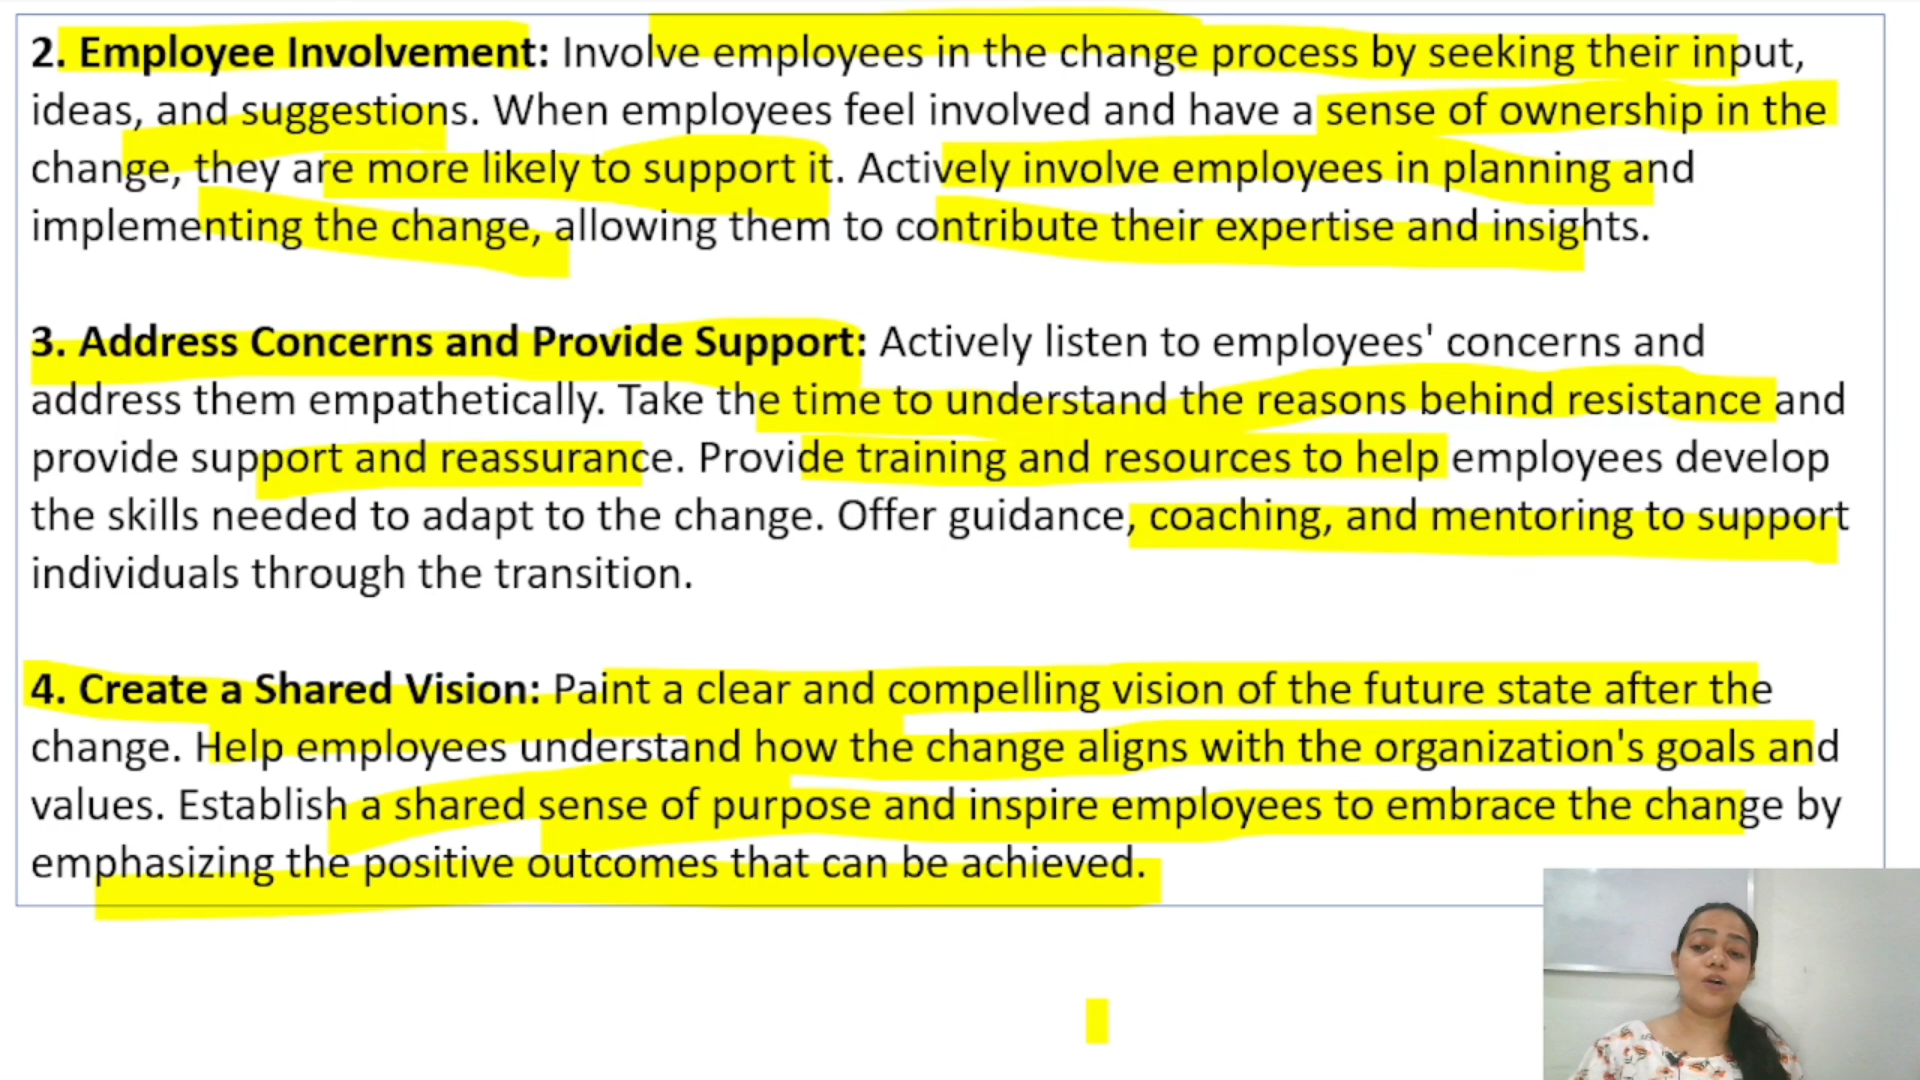 2. Employee Involvement: Involve employees in the change process by seeking their input,
ideas, and suggestions. When employees feel involved and have a sense of ownership in the
change, they are more likely to support it. Actively involve employees in planning and
implementing the change, allowing them to contribute their expertise and insights.
3. Address Concerns and Provide Support: Actively listen to employees' concerns and
address them empathetically. Take the time to understand the reasons behind resistance and
provide support and reassurance. Provide training and resources to help employees develop
the skills needed to adapt to the change. Offer guidance, coaching, and mentoring to support
individuals through the transition.
4. Create a Shared Vision: Paint a clear and compelling vision of the future state after the
change. Help employees understand how the change aligns with the organization's goals and
values. Establish a shared sense of purpose and inspire employees to embrace the change by
emphasizing the positive outcomes that can be achieved.